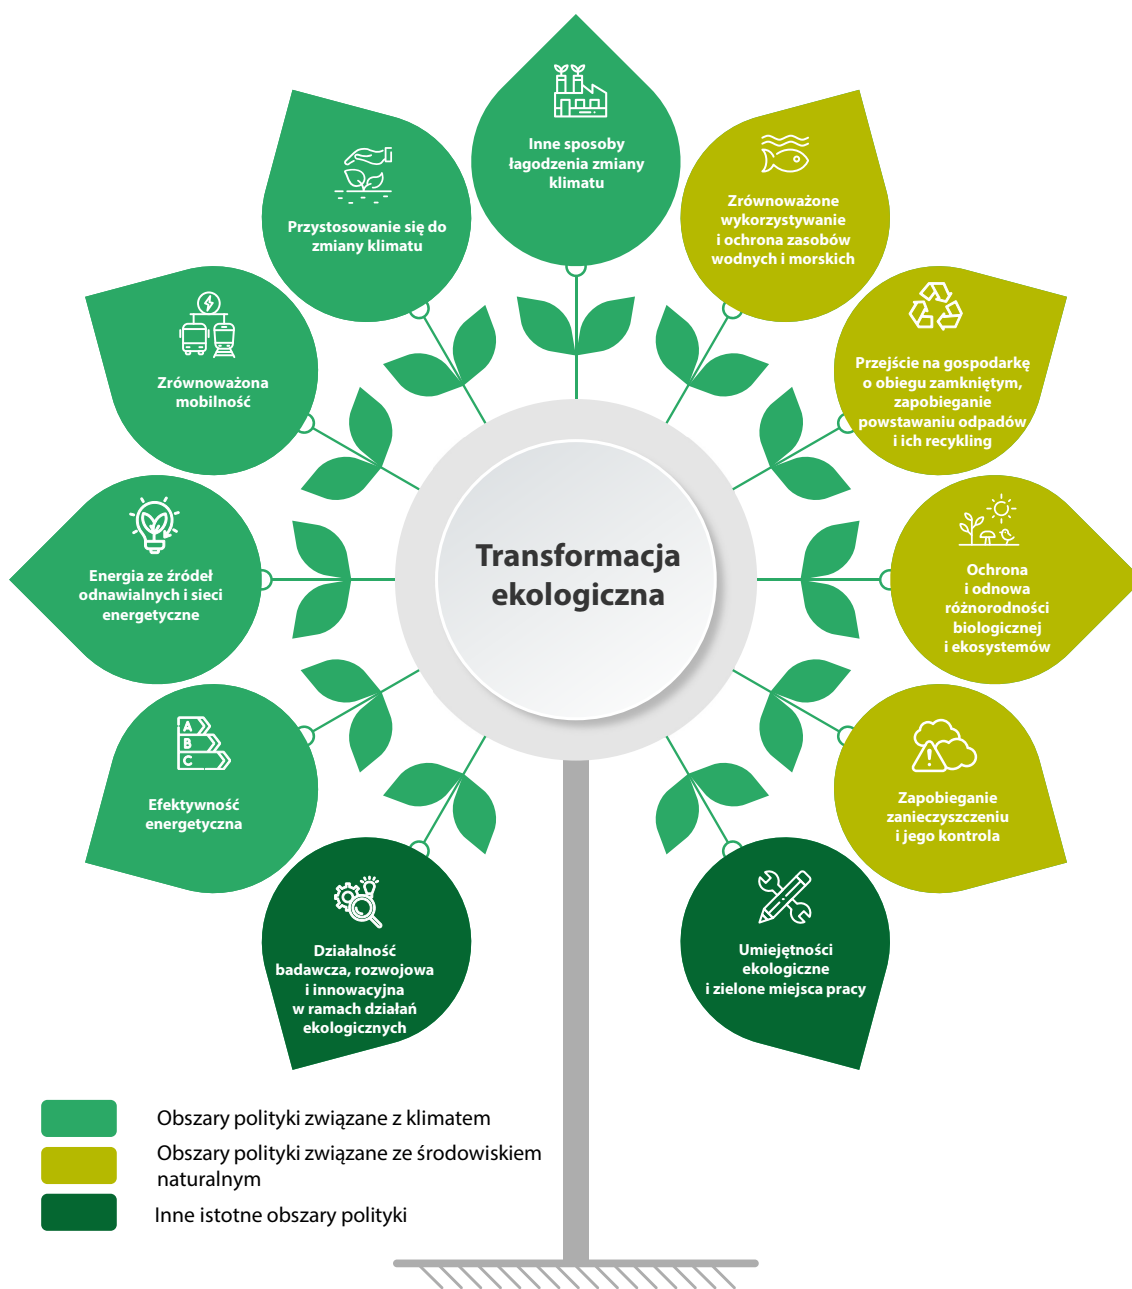 Inne sposoby
łagodzenia zmiany
klimatu
Przystosowanie się do
zmiany klimatu
Zrównoważone
wykorzystywanie
i ochrona zasobów
wodnych i morskich
Zrównoważona
mobilność
Przejście na gospodarkę
o obiegu zamkniętym,
zapobieganie
powstawaniu odpadów
i ich recykling
Energia ze źródeł
odnawialnych i sieci
energetyczne
Transformacja
ekologiczna
Ochrona
i odnowa
różnorodności
biologicznej
i ekosystemów
A
B
C
Efektywność
energetyczna
Zapobieganie
zanieczyszczeniu
i jego kontrola
Działalność
badawcza, rozwojowa
i innowacyjna
w ramach działań
ekologicznych
Umiejętności
ekologiczne
i zielone miejsca pracy
Obszary polityki związane z klimatem
Obszary polityki związane ze środowiskiem
naturalnym
Inne istotne obszary polityki